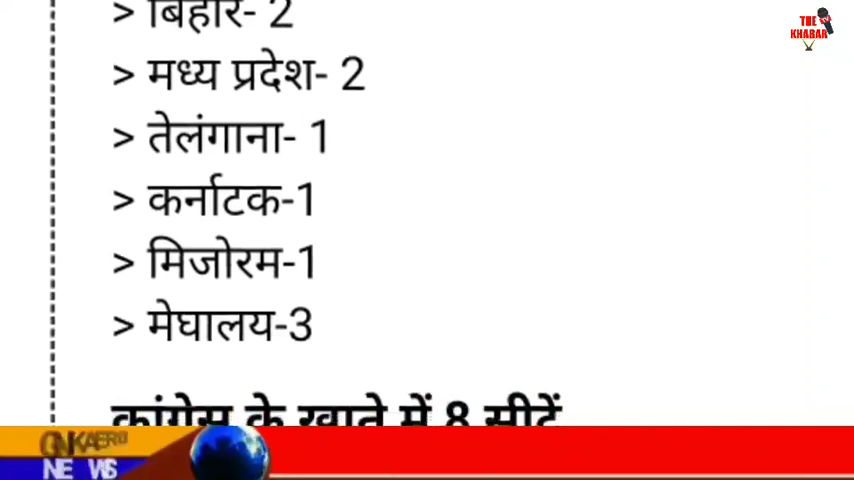 > बिहार- 2
THE
KHABAR
> मध्य प्रदेश- 2
> तेलंगाना- 1
> कर्नाटक-1
> मिजोरम-1
> मेघालय-3
कांग्रेस के खाते में 8 सीटें
NEWS